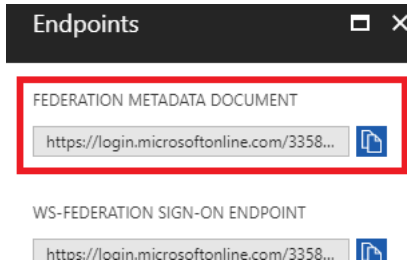 Endpoints
FEDERATION METADATA DOCUMENT
https://login.microsoftonline.com/3358...
WS-FEDERATION SIGN-ON ENDPOINT
https://login.microsoftonline.com/3358...